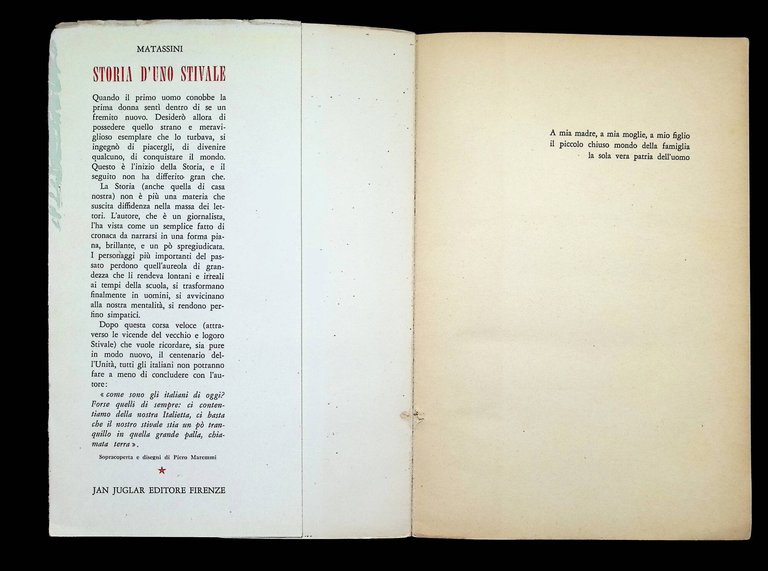 MATASSINI
STORIA D'UNO STIVALE
Quando il primo uomo conobbe la
prima donna sentì dentro di se un
fremito nuovo. Desiderò allora di
possedere quello strano e meravi-
glioso esemplare che lo turbava, si
ingegnò di piacergli, di divenire
qualcuno, di conquistare il mondo.
Questo è l'inizio della Storia, e il
seguito non ha differito gran che.
La Storia (anche quella di casa
nostra) non è più una materia che
suscita diffidenza nella massa dei let-
tori. L'autore, che è un giornalista,
l'ha vista come un semplice fatto di
cronaca da narrarsi in una forma pia-
na, brillante, e un pò spregiudicata.
I personaggi più importanti del pas-
sato perdono quell'aureola di gran-
dezza che li rendeva lontani e irreali
ai tempi della scuola, si trasformano
finalmente in uomini, si avvicinano
alla nostra mentalità, si rendono per-
fino simpatici.
Dopo questa corsa veloce (attra-
verso le vicende del vecchio e logoro
Stivale) che vuole ricordare, sia pure
in modo nuovo, il centenario del-
l'Unità, tutti gli italiani non potranno
fare a meno di concludere con l'au-
tore:
« come sono gli italiani di oggi?
Forse quelli di sempre: ci conten-
tiamo della nostra Italietta, ci basta
che il nostro stivale stia un pò tran-
quillo in quella grande palla, chia-
mata terra ».
Sopracoperta e disegni di Piero Maremmi
JAN JUGLAR EDITORE FIRENZE
A mia madre, a mia moglie, a mio figlio
il piccolo chiuso mondo della famiglia
la sola vera patria dell'uomo